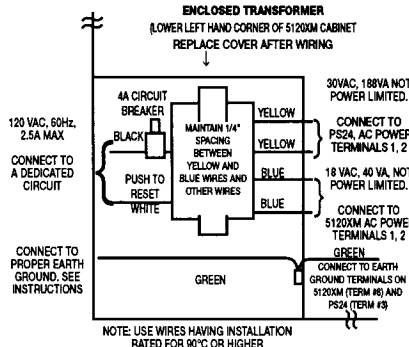 ENCLOSED TRANSFORMER
(LOWER LEFT HAND CORNER OF 5120XM CABINET
REPLACE COVER AFTER WIRING
120 VAC, 60Hz,
2.5A MAX
CONNECT TO
A DEDICATED
CIRCUIT
4A CIRCUIT
BREAKER
BLACK
PUSH TO
RESET
WHITE
MAINTAIN 1/4"
SPACING
BETWEEN
YELLOW AND
BLUE WIRES AND
OTHER WIRES
YELLOW
YELLOW
BLUE
BLUE
30VAC, 188VA NOT
POWER LIMITED.
CONNECT TO
PS24, AC POWER
TERMINALS 1, 2
18 VAC, 40 VA, NOT
POWER LIMITED.
CONNECT TO
5120XM AC POWER
TERMINALS 1, 2
CONNECT TO
PROPER EARTH
GROUND, SEE
INSTRUCTIONS
GREEN
GREEN
CONNECT TO EARTH
GROUND TERMINALS ON
5120XM (TERM #6) AND
PS24 (TERM #3)
NOTE: USE WIRES HAVING INSTALLATION
RATED FOR 90°C OR HIGHER